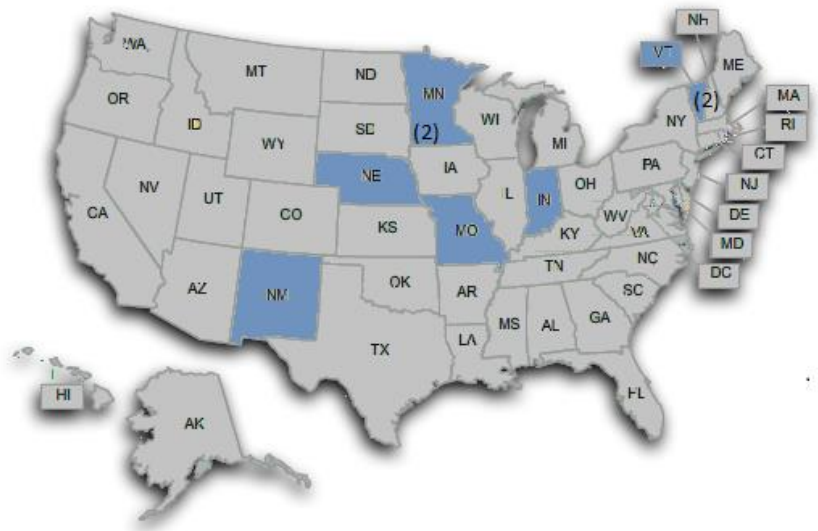 NH
WA
VT
ME
MT
ND
MN
OR
(2)
MA
ID
SD
WI
NY
RI
WY
(2)
MI
CT
IA
PA
NE
NJ
NV
OH
UT
IL
IN
DE
CA
CO
WV
VA
KS
MO
KY
MD
NC
TN
DC
AZ
OK
NM
AR
SC
MS
AL
GA
TX
LA
HI
FL
AK